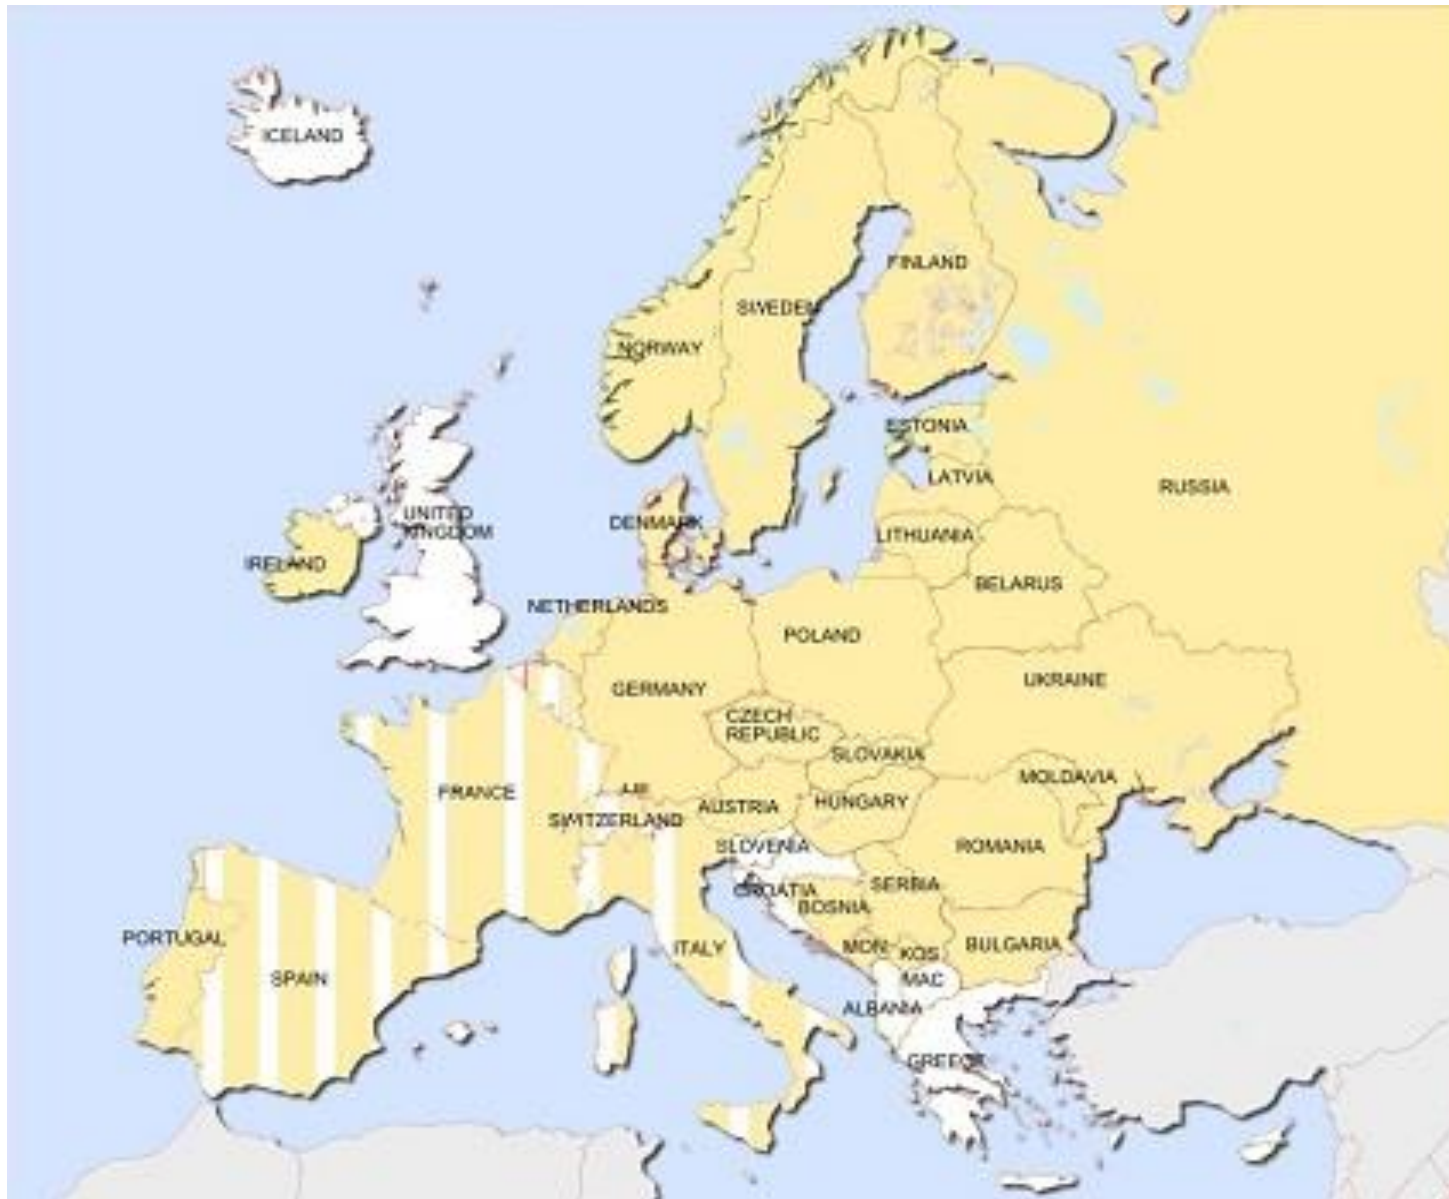 ICELAND
FINLAND
SWEDEN
NORWAY
ESTONIA
LATVIA
RUSSIA
UNITED
KINGDOM
DENMARK
LITHUANIA
IRELAND
BELARUS
NETHERLANDS
POLAND
UKRAINE
GERMANY
CZECH
REPUBLIC
SLOVAKIA
MOLDAVIA
FRANCE
AUSTRIA
HUNGARY
SWITZERLAND
SLOVENIA
ROMANIA
SERBIA
CROATIA
BOSNIA
PORTUGAL
ITALY
MON
KOS
BULGARIA
SPAIN
MAC
ALBANIA
GREECE